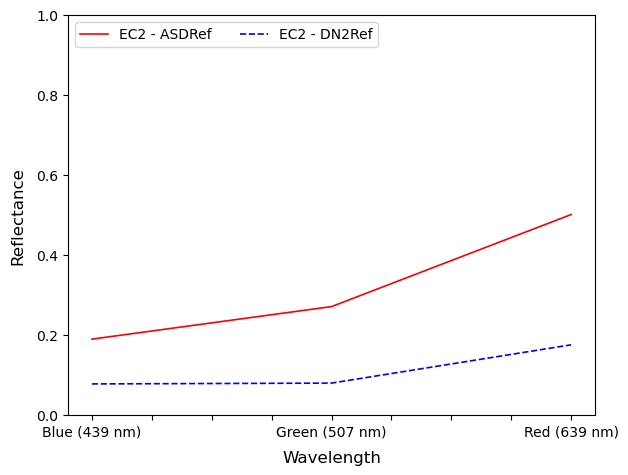 EC2 - ASDRef EC2 - DN2Ref
Reflectance
1.0
0.8
0.6
0.4
0.2
0.0
Blue (439 nm) Green (507 nm) Red (639 nm)
Wavelength